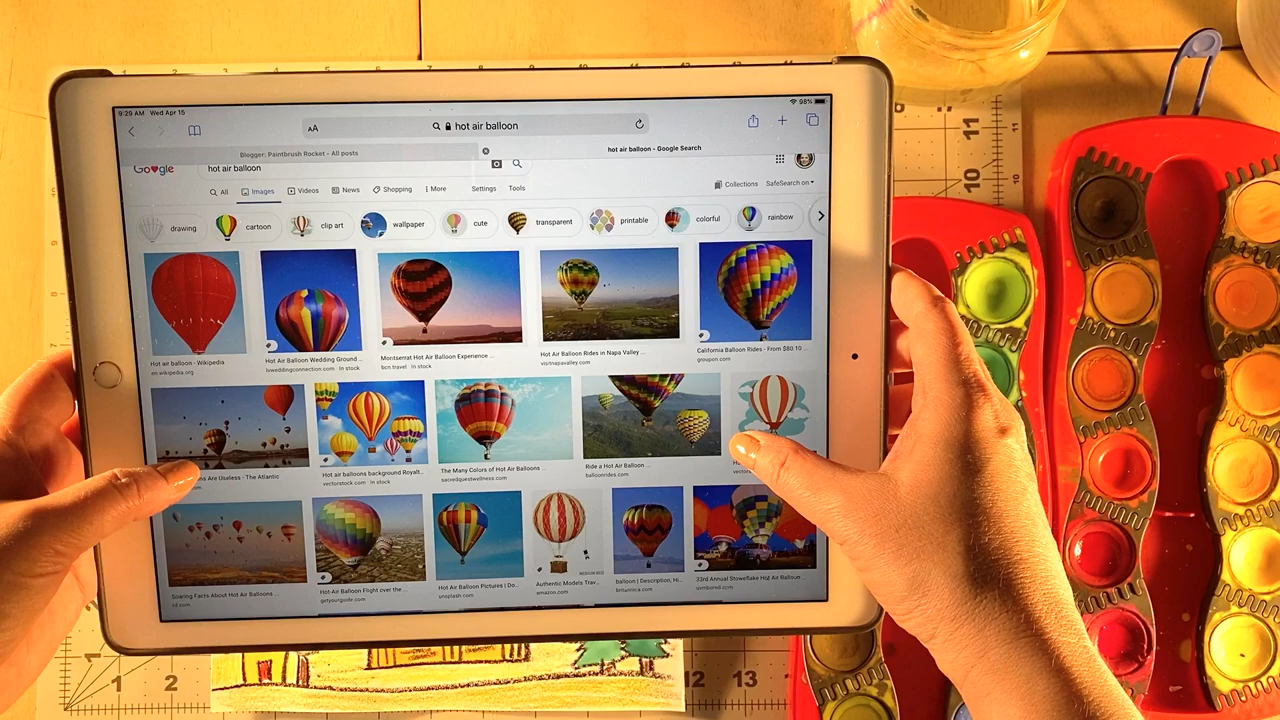 9:29 AM Wed Apr 15
98%
AA
hot air balloon
Blogger: Paintbrush Rocket - All posts
hot air balloon - Google Search
Google
hot air balloon
All Images Videos News Shopping More Settings Tools
Collections SafeSearch on
drawing cartoon clip art wallpaper cute transparent printable colorful rainbow
Hot air balloon - Wikipedia
en.wikipedia.org
Hot Air Balloon Wedding Ground ...
lvweddingconnection.com · In stock
Montserrat Hot Air Balloon Experience ...
bcn.travel · In stock
Hot Air Balloon Rides in Napa Valley ...
visitnapavalley.com
California Balloon Rides - From $80.10 ...
groupon.com
ns Are Useless - The Atlantic
Hot air balloons background Royalt...
vectorstock.com · In stock
The Many Colors of Hot Air Balloons ...
sacredquestwellness.com
Ride a Hot Air Balloon ...
balloonrides.com
Soaring Facts About Hot Air Balloons ...
rd.com
Hot-Air Balloon Flight over the ...
getyourguide.com
Hot Air Balloon Pictures | Do...
unsplash.com
Authentic Models Trav...
amazon.com
balloon | Description, Hi...
britannica.com
33rd Annual Stoweflake Hot Air Balloon ...
1 2 12 13
10 11